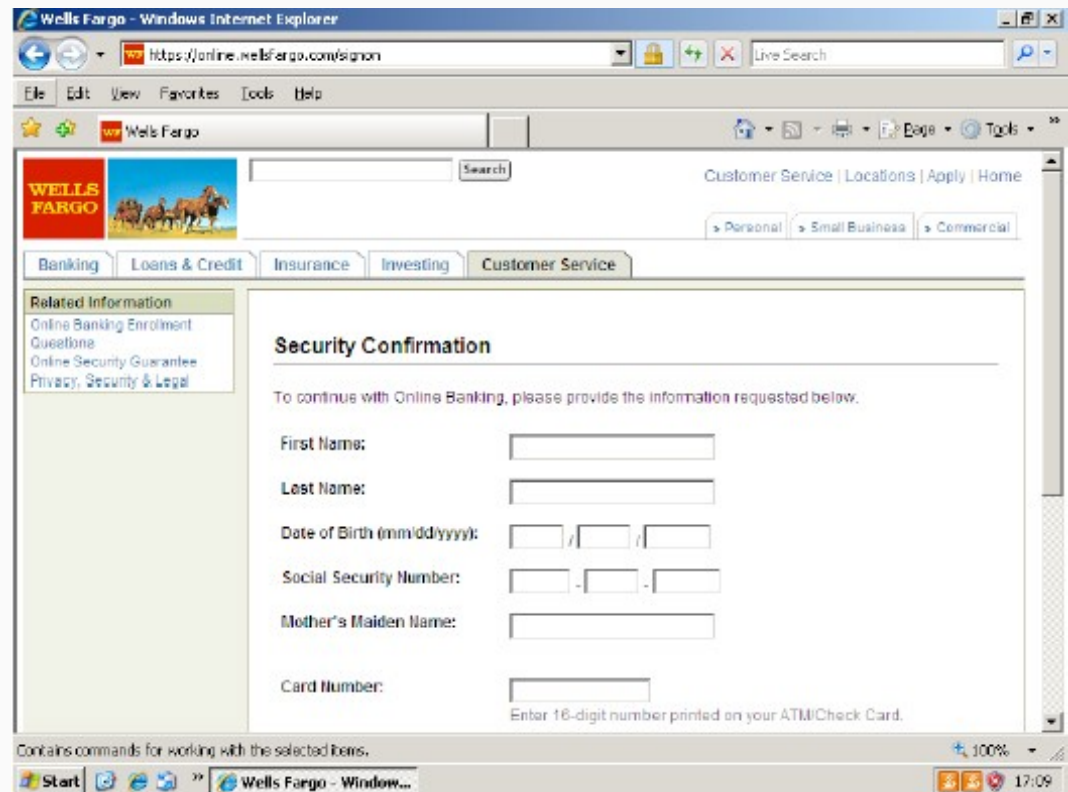 Wells Fargo - Windows Internet Explorer
https://online.wellsfargo.com/signon
Live Search
File Edit View Favorites Tools Help
Wells Fargo
Page Tools
WELLS
FARGO
Search
Customer Service | Locations | Apply | Home
Personal Small Business Commercial
Banking Loans & Credit Insurance Investing Customer Service
Related Information
Online Banking Enrollment
Questions
Online Security Guarantee
Privacy, Security & Legal
Security Confirmation
To continue with Online Banking, please provide the information requested below.
First Name:
Last Name:
Date of Birth (mm/dd/yyyy): / /
Social Security Number: - -
Mother's Maiden Name:
Card Number:
Enter 16-digit number printed on your ATM/Check Card.
Contains commands for working with the selected items.
100%
Start
Wells Fargo - Window...
17:09